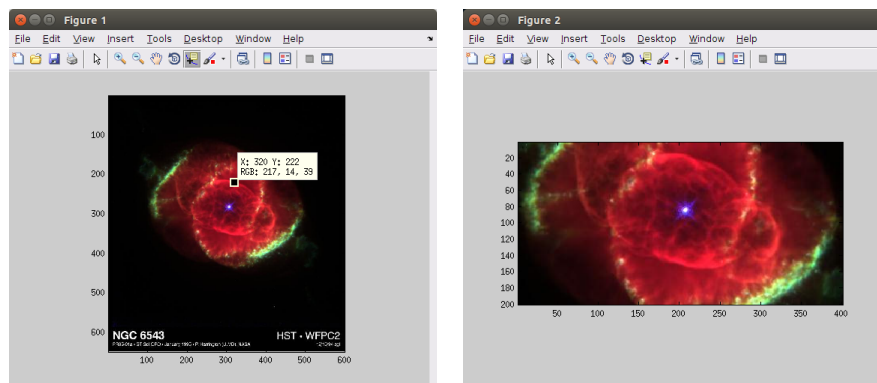 Figure 1
File Edit View Insert Tools Desktop Window Help
100
200
300
400
500
600
X: 320 Y: 222
RGB: 217, 14, 39
NGC 6543
HST • WFPC2
100 200 300 400 500 600
Figure 2
File Edit View Insert Tools Desktop Window Help
20
40
60
80
100
120
140
160
180
200
50 100 150 200 250 300 350 400